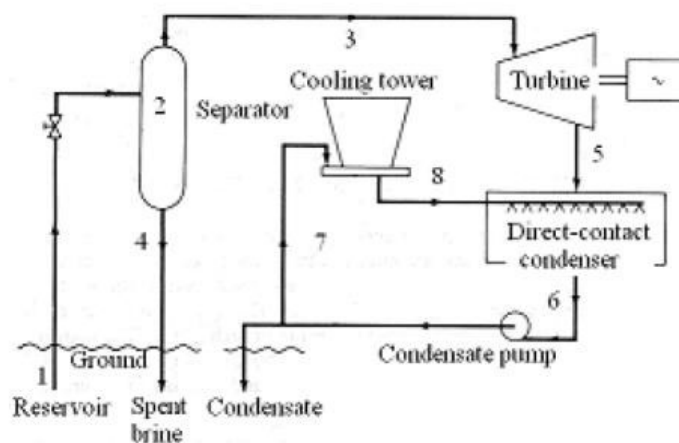 3
Cooling tower
Turbine
~
2
Separator
5
8
4
7
Direct-contact
condenser
6
Ground
Condensate pump
1
Reservoir
Spent
brine
Condensate